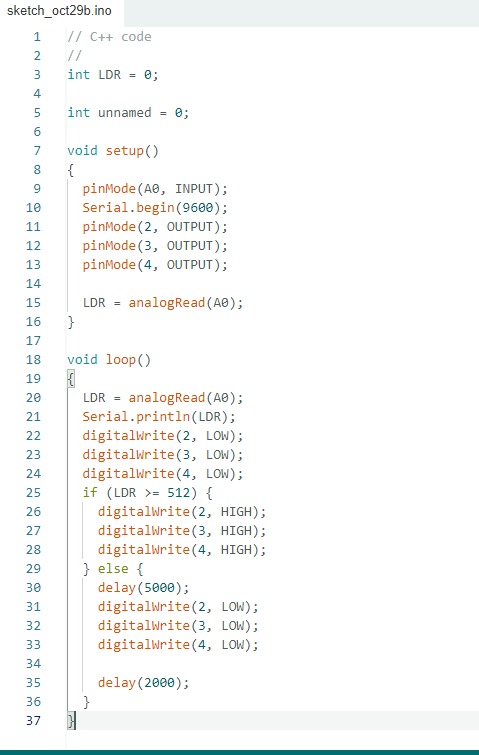 sketch_oct29b.ino
1 // C++ code
2 //
3 int LDR = 0;
4
5 int unnamed = 0;
6
7 void setup()
8 {
9   pinMode(A0, INPUT);
10   Serial.begin(9600);
11   pinMode(2, OUTPUT);
12   pinMode(3, OUTPUT);
13   pinMode(4, OUTPUT);
14
15   LDR = analogRead(A0);
16 }
17
18 void loop()
19 {
20   LDR = analogRead(A0);
21   Serial.println(LDR);
22   digitalWrite(2, LOW);
23   digitalWrite(3, LOW);
24   digitalWrite(4, LOW);
25   if (LDR >= 512) {
26     digitalWrite(2, HIGH);
27     digitalWrite(3, HIGH);
28     digitalWrite(4, HIGH);
29   } else {
30     delay(5000);
31     digitalWrite(2, LOW);
32     digitalWrite(3, LOW);
33     digitalWrite(4, LOW);
34
35     delay(2000);
36   }
37 }